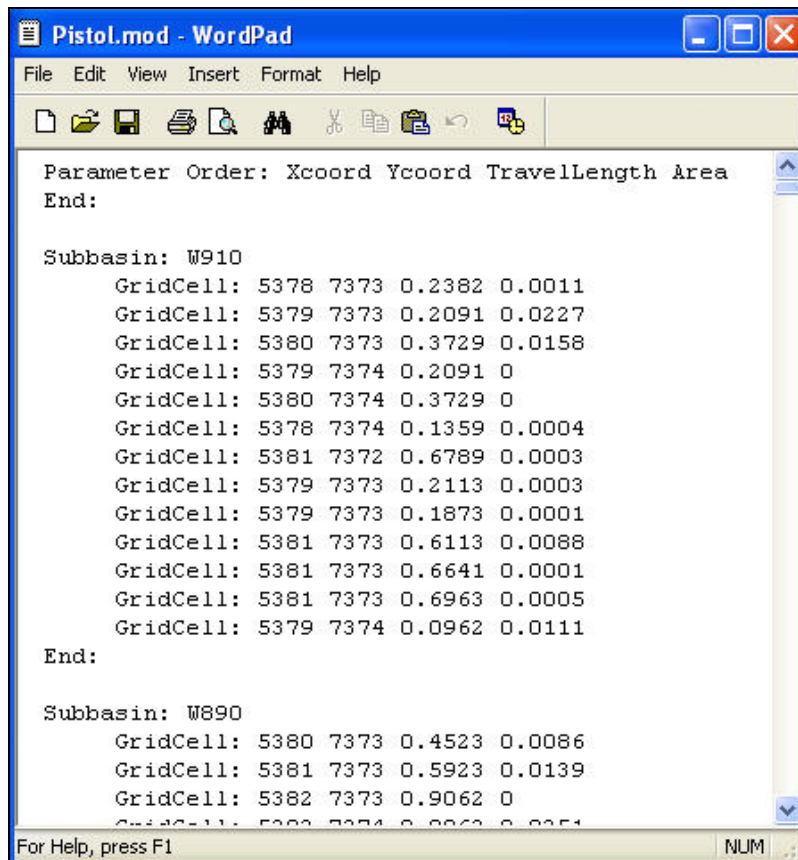 Pistol.mod - WordPad
File Edit View Insert Format Help
Parameter Order: Xcoord Ycoord TravelLength Area
End:
Subbasin: W910
GridCell: 5378 7373 0.2382 0.0011
GridCell: 5379 7373 0.2091 0.0227
GridCell: 5380 7373 0.3729 0.0158
GridCell: 5379 7374 0.2091 0
GridCell: 5380 7374 0.3729 0
GridCell: 5378 7374 0.1359 0.0004
GridCell: 5381 7372 0.6789 0.0003
GridCell: 5379 7373 0.2113 0.0003
GridCell: 5379 7373 0.1873 0.0001
GridCell: 5381 7373 0.6113 0.0088
GridCell: 5381 7373 0.6641 0.0001
GridCell: 5381 7373 0.6963 0.0005
GridCell: 5379 7374 0.0962 0.0111
End:
Subbasin: W890
GridCell: 5380 7373 0.4523 0.0086
GridCell: 5381 7373 0.5923 0.0139
GridCell: 5382 7373 0.9062 0
For Help, press F1
NUM